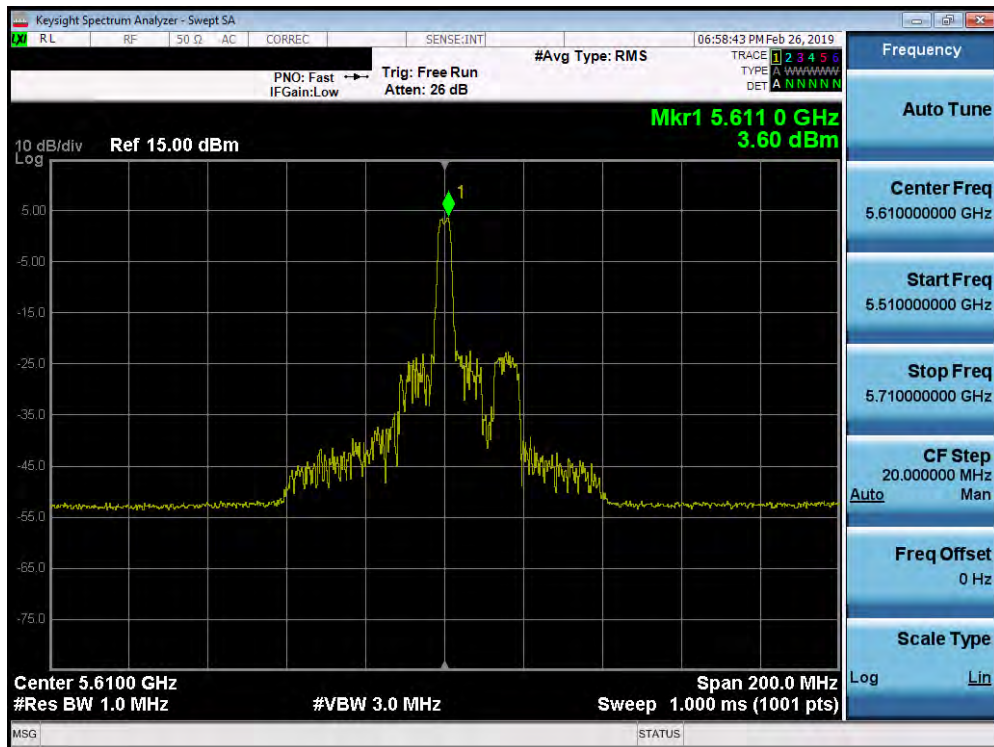 Keysight Spectrum Analyzer - Swept SA
LXI RL RF 50 Ω AC CORREC SENSE:INT 06:58:43 PM Feb 26, 2019
#Avg Type: RMS TRACE 1 2 3 4 5 6
PNO: Fast Trig: Free Run TYPE A WWWWW
IFGain:Low Atten: 26 dB DET A N N N N N
Mkr1 5.611 0 GHz
3.60 dBm
10 dB/div Ref 15.00 dBm
Log
1
5.00
-5.00
-15.0
-25.0
-35.0
-45.0
-55.0
-65.0
-75.0
Center 5.6100 GHz Span 200.0 MHz
#Res BW 1.0 MHz #VBW 3.0 MHz Sweep 1.000 ms (1001 pts)
MSG STATUS
Frequency
Auto Tune
Center Freq
5.610000000 GHz
Start Freq
5.510000000 GHz
Stop Freq
5.710000000 GHz
CF Step
20.000000 MHz
Auto Man
Freq Offset
0 Hz
Scale Type
Log Lin